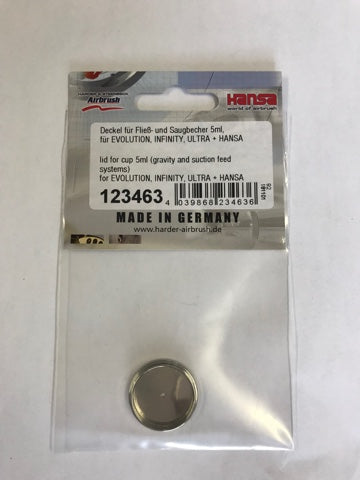 HARDER & STEENBECK
Airbrush
Hansa
world of airbrush
Deckel für Fließ- und Saugbecher 5ml,
für EVOLUTION, INFINITY, ULTRA + HANSA
lid for cup 5ml (gravity and suction feed
systems)
for EVOLUTION, INFINITY, ULTRA + HANSA
123463
4 039868 234636
MADE IN GERMANY
www.harder-airbrush.de